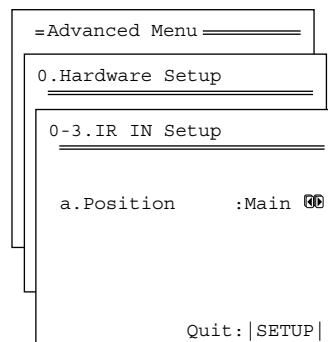 =Advanced Menu
0.Hardware Setup
0-3.IR IN Setup
a.Position :Main
Quit:|SETUP|